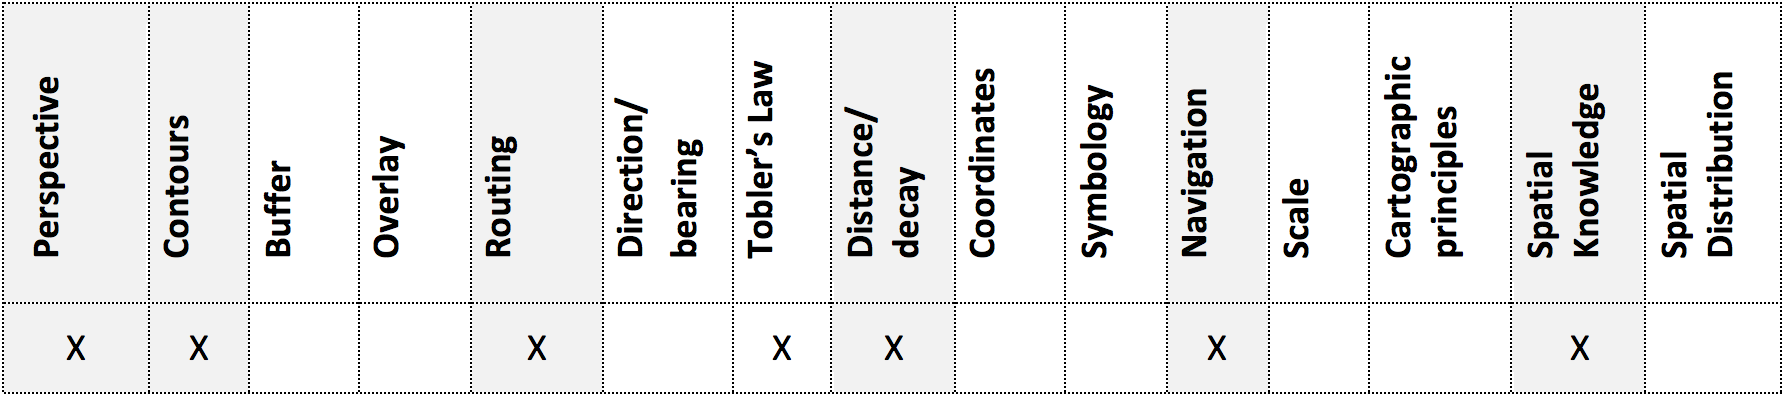 Perspective
Contours
Buffer
Overlay
Routing
Direction/
bearing
Tobler's Law
Distance/
decay
Coordinates
Symbology
Navigation
Scale
Cartographic
principles
Spatial
Knowledge
Spatial
Distribution
X
X
X
X
X
X
X